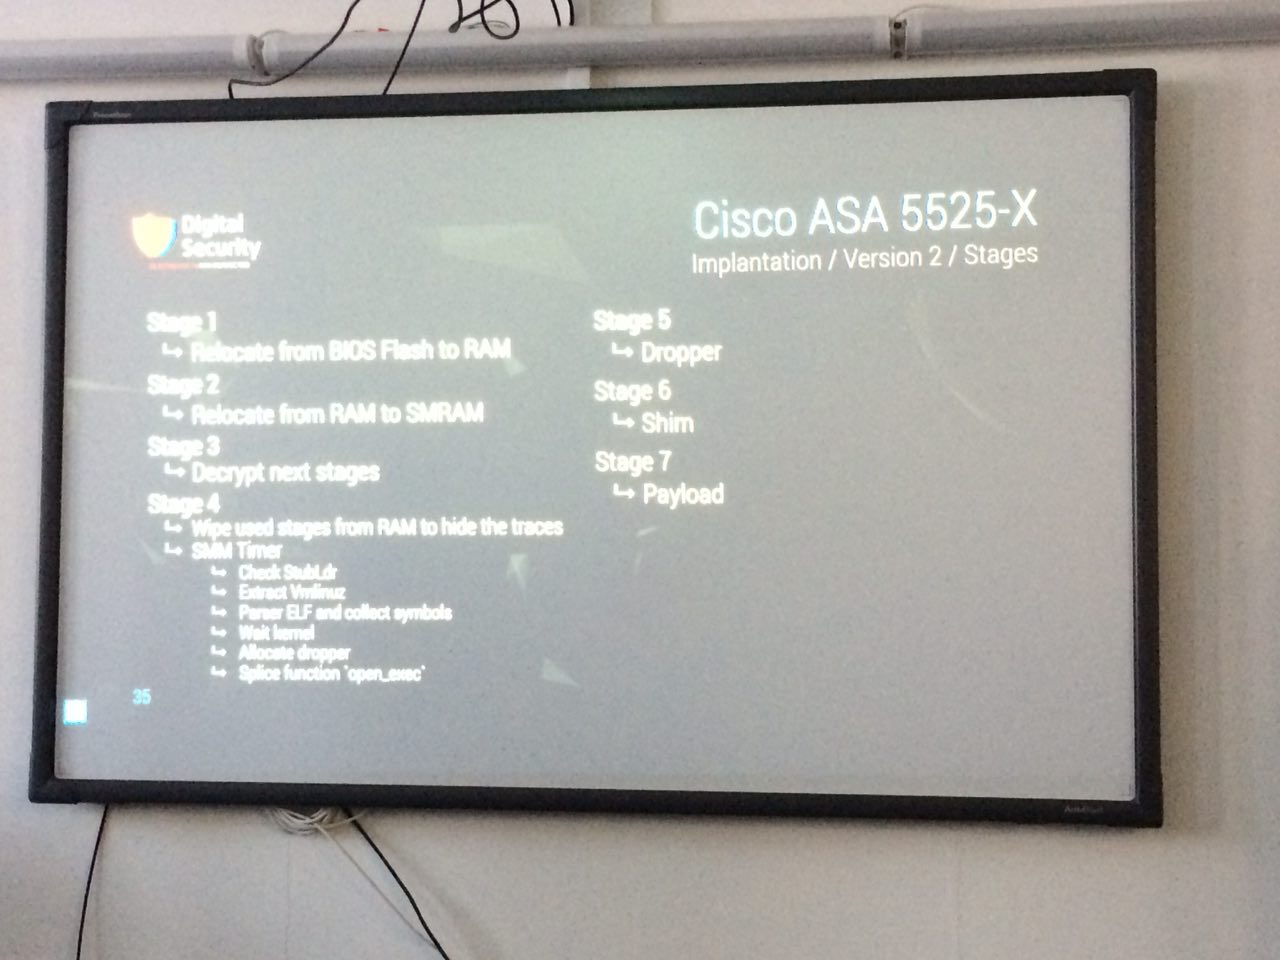 Digital
Security
Cisco ASA 5525-X
Implantation / Version 2 / Stages
Stage 1
↳ Relocate from BIOS Flash to RAM
Stage 2
↳ Relocate from RAM to SMRAM
Stage 3
↳ Decrypt next stages
Stage 4
↳ Wipe used stages from RAM to hide the traces
↳ SMM Timer
↳ Check StubLdr
↳ Extract Vmlinuz
↳ Parser ELF and collect symbols
↳ Wait kernel
↳ Allocate dropper
↳ Splice function `open_exec`
Stage 5
↳ Dropper
Stage 6
↳ Shim
Stage 7
↳ Payload
35